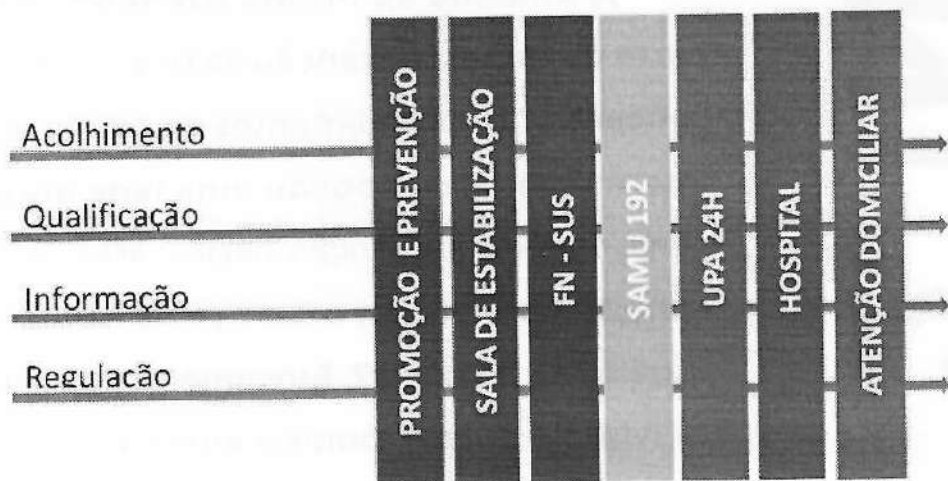 Acolhimento
Qualificação
Informação
Regulação
PROMOÇÃO E PREVENÇÃO
SALA DE ESTABILIZAÇÃO
FN - SUS
SAMU 192
UPA 24H
HOSPITAL
ATENÇÃO DOMICILIAR